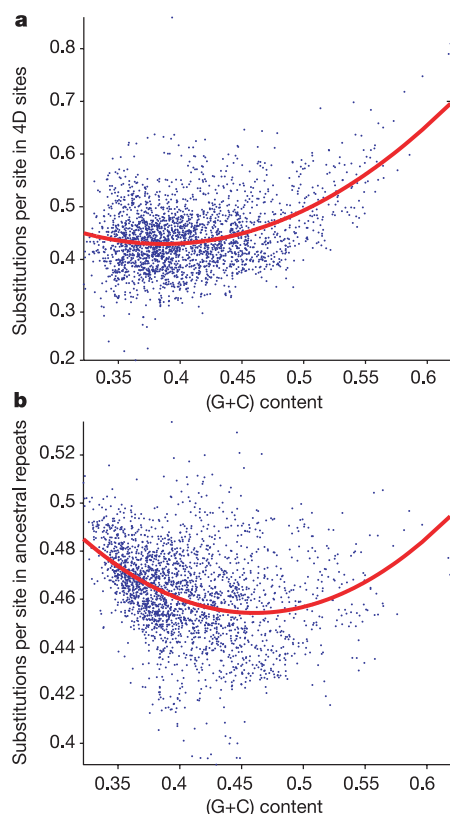 a
Substitutions per site in 4D sites
0.8
0.7
0.6
0.5
0.4
0.3
0.2
0.35 0.4 0.45 0.5 0.55 0.6
(G+C) content
b
Substitutions per site in ancestral repeats
0.52
0.5
0.48
0.46
0.44
0.42
0.4
0.35 0.4 0.45 0.5 0.55 0.6
(G+C) content